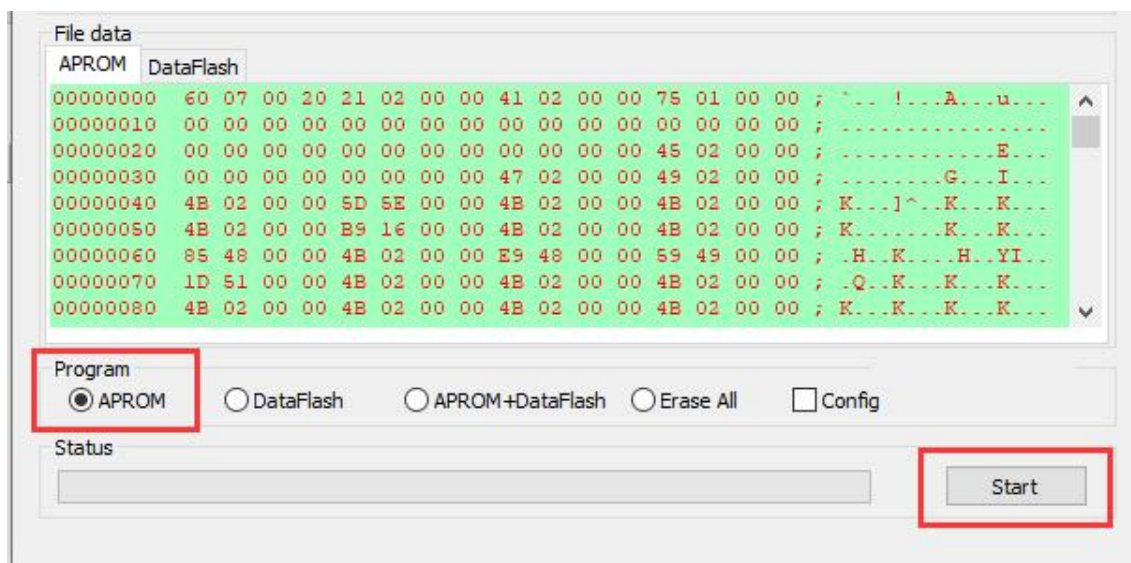 File data
APROM DataFlash
00000000 60 07 00 20 21 02 00 00 41 02 00 00 75 01 00 00 ; `.. !...A...u...
00000010 00 00 00 00 00 00 00 00 00 00 00 00 00 00 00 00 ; ................
00000020 00 00 00 00 00 00 00 00 00 00 00 00 45 02 00 00 ; ............E...
00000030 00 00 00 00 00 00 00 00 47 02 00 00 49 02 00 00 ; ........G...I...
00000040 4B 02 00 00 5D 5E 00 00 4B 02 00 00 4B 02 00 00 ; K...]^..K...K...
00000050 4B 02 00 00 B9 16 00 00 4B 02 00 00 4B 02 00 00 ; K.......K...K...
00000060 85 48 00 00 4B 02 00 00 E9 48 00 00 59 49 00 00 ; .H..K....H..YI..
00000070 1D 51 00 00 4B 02 00 00 4B 02 00 00 4B 02 00 00 ; .Q..K...K...K...
00000080 4B 02 00 00 4B 02 00 00 4B 02 00 00 4B 02 00 00 ; K...K...K...K...
Program
APROM DataFlash APROM+DataFlash Erase All Config
Status
Start